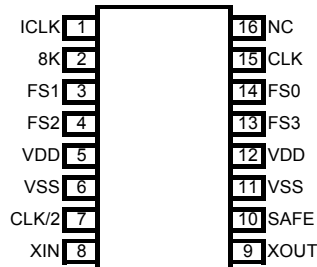 ICLK 1 16 NC
8K 2 15 CLK
FS1 3 14 FS0
FS2 4 13 FS3
VDD 5 12 VDD
VSS 6 11 VSS
CLK/2 7 10 SAFE
XIN 8 9 XOUT